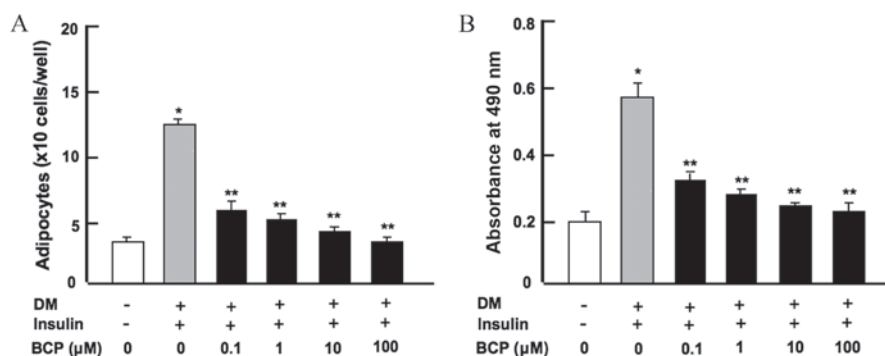 A
Adipocytes (x10 cells/well)
20
15
10
5
0
*
**
**
**
**
DM - + + + + +
Insulin - + + + + +
BCP (µM) 0 0 0.1 1 10 100
B
Absorbance at 490 nm
0.8
0.6
0.4
0.2
0
*
**
**
**
**
DM - + + + + +
Insulin - + + + + +
BCP (µM) 0 0 0.1 1 10 100